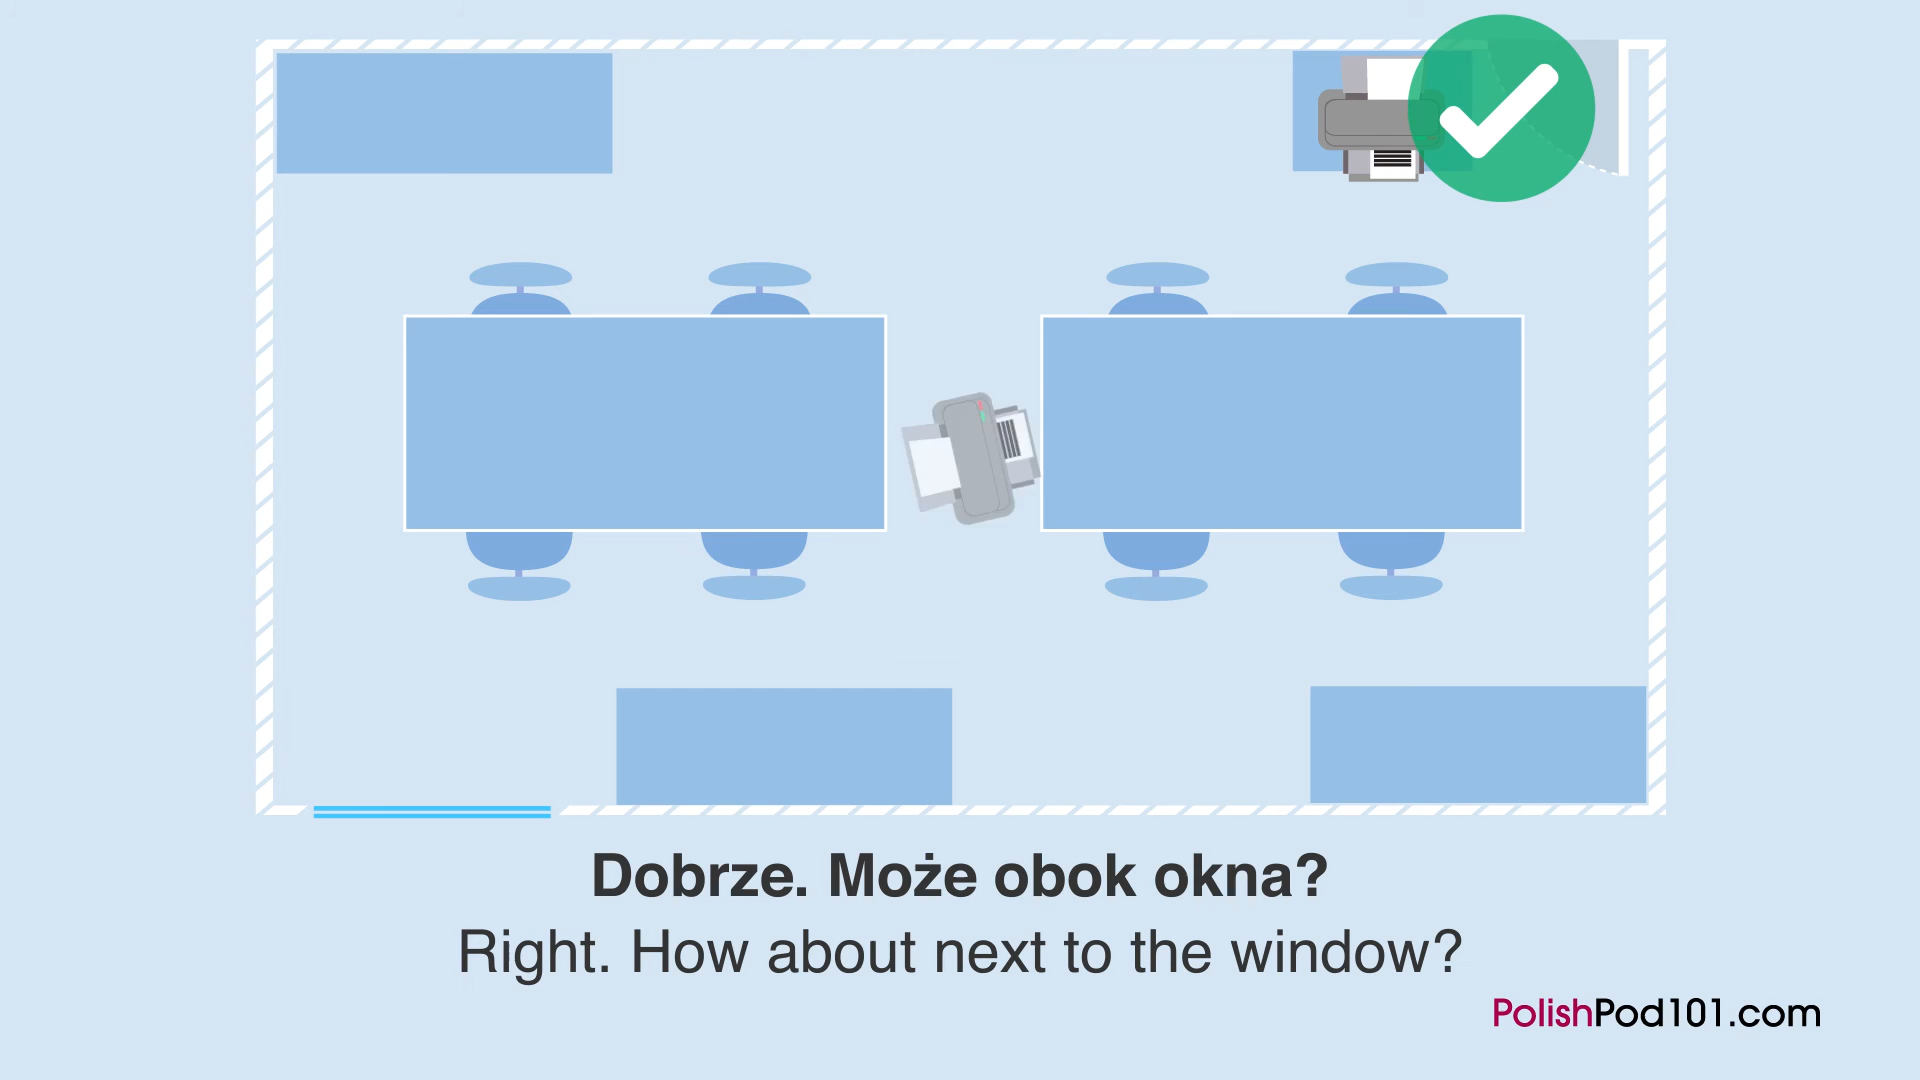 Dobrze. Może obok okna?
Right. How about next to the window?
PolishPod101.com